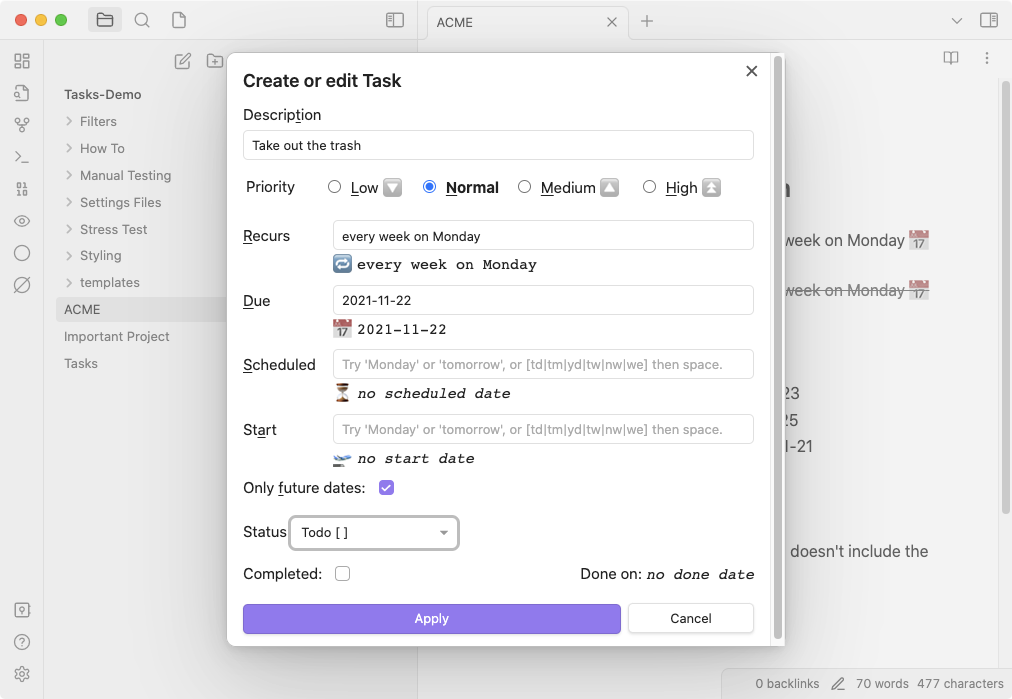 ACME
Tasks-Demo
Filters
How To
Manual Testing
Settings Files
Stress Test
Styling
templates
ACME
Important Project
Tasks
Create or edit Task
Description
Take out the trash
Priority Low Normal Medium High
Recurs every week on Monday
every week on Monday
Due 2021-11-22
17 2021-11-22
Scheduled Try 'Monday' or 'tomorrow', or [td|tm|yd|tw|nw|we] then space.
no scheduled date
Start Try 'Monday' or 'tomorrow', or [td|tm|yd|tw|nw|we] then space.
no start date
Only future dates:
Status Todo [ ]
Completed: Done on: no done date
Apply Cancel
week on Monday 17
week on Monday 17
23
25
1-21
doesn't include the
0 backlinks 70 words 477 characters